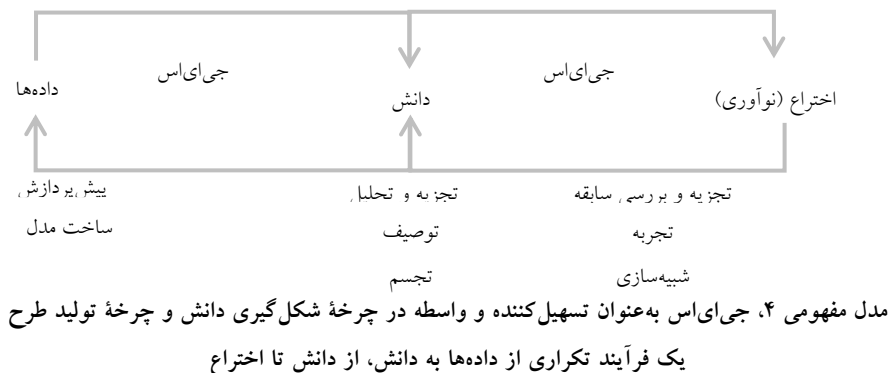 جی‌ای‌اس
جی‌ای‌اس
داده‌ها
دانش
اختراع (نوآوری)
پیش‌پردازش
ساخت مدل
تجزیه و تحلیل
توصیف
تجسم
تجزیه و بررسی سابقه
تجربه
شبیه‌سازی
مدل مفهومی ۴، جی‌ای‌اس به‌عنوان تسهیل‌کننده و واسطه در چرخهٔ شکل‌گیری دانش و چرخهٔ تولید طرح
یک فرآیند تکراری از داده‌ها به دانش، از دانش تا اختراع